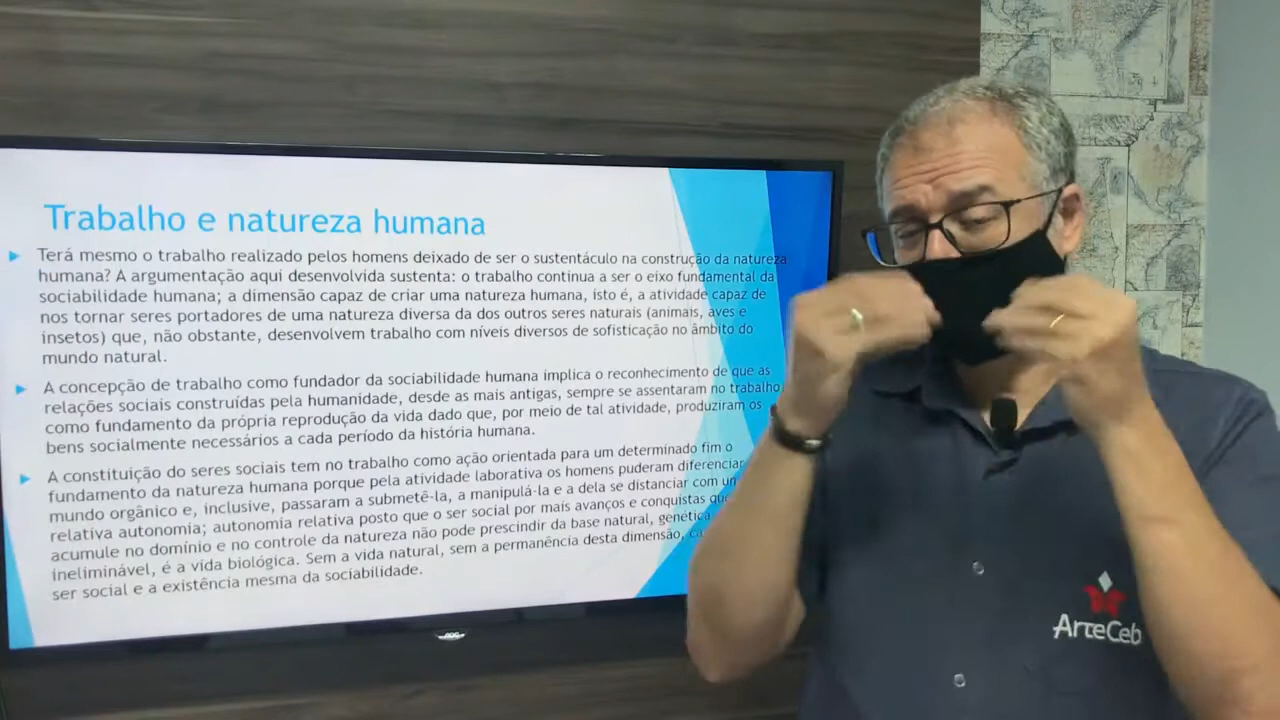 Trabalho e natureza humana
Terá mesmo o trabalho realizado pelos homens deixado de ser o sustentáculo na construção da natureza
humana? A argumentação aqui desenvolvida sustenta: o trabalho continua a ser o eixo fundamental da
sociabilidade humana; a dimensão capaz de criar uma natureza humana, isto é, a atividade capaz de
nos tornar seres portadores de uma natureza diversa da dos outros seres naturais (animais, aves e
insetos) que, não obstante, desenvolvem trabalho com níveis diversos de sofisticação no âmbito do
mundo natural.
A concepção de trabalho como fundador da sociabilidade humana implica o reconhecimento de que as
relações sociais construídas pela humanidade, desde as mais antigas, sempre se assentaram no trabalho
como fundamento da própria reprodução da vida dado que, por meio de tal atividade, produziram os
bens socialmente necessários a cada período da história humana.
A constituição do seres sociais tem no trabalho como ação orientada para um determinado fim o
fundamento da natureza humana porque pela atividade laborativa os homens puderam diferenciar
mundo orgânico e, inclusive, passaram a submetê-la, a manipulá-la e a dela se distanciar com
relativa autonomia; autonomia relativa posto que o ser social por mais avanços e conquistas que
acumule no domínio e no controle da natureza não pode prescindir da base natural, genética
ineliminável, é a vida biológica. Sem a vida natural, sem a permanência desta dimensão,
ser social e a existência mesma da sociabilidade.
AOC
ArteCeb